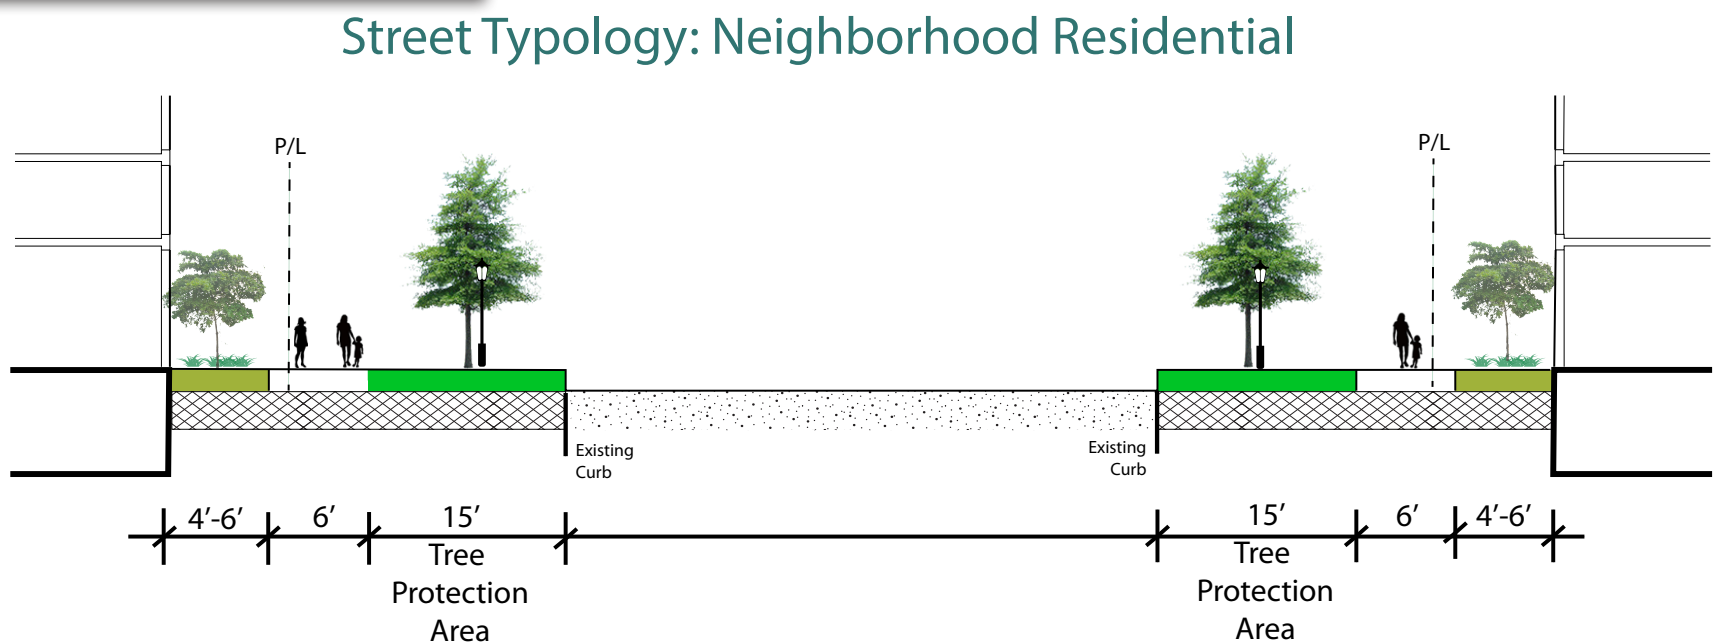 Street Typology: Neighborhood Residential
P/L
P/L
Existing
Curb
Existing
Curb
4’-6’
6’
15’
Tree
Protection
Area
15’
Tree
Protection
Area
6’
4’-6’